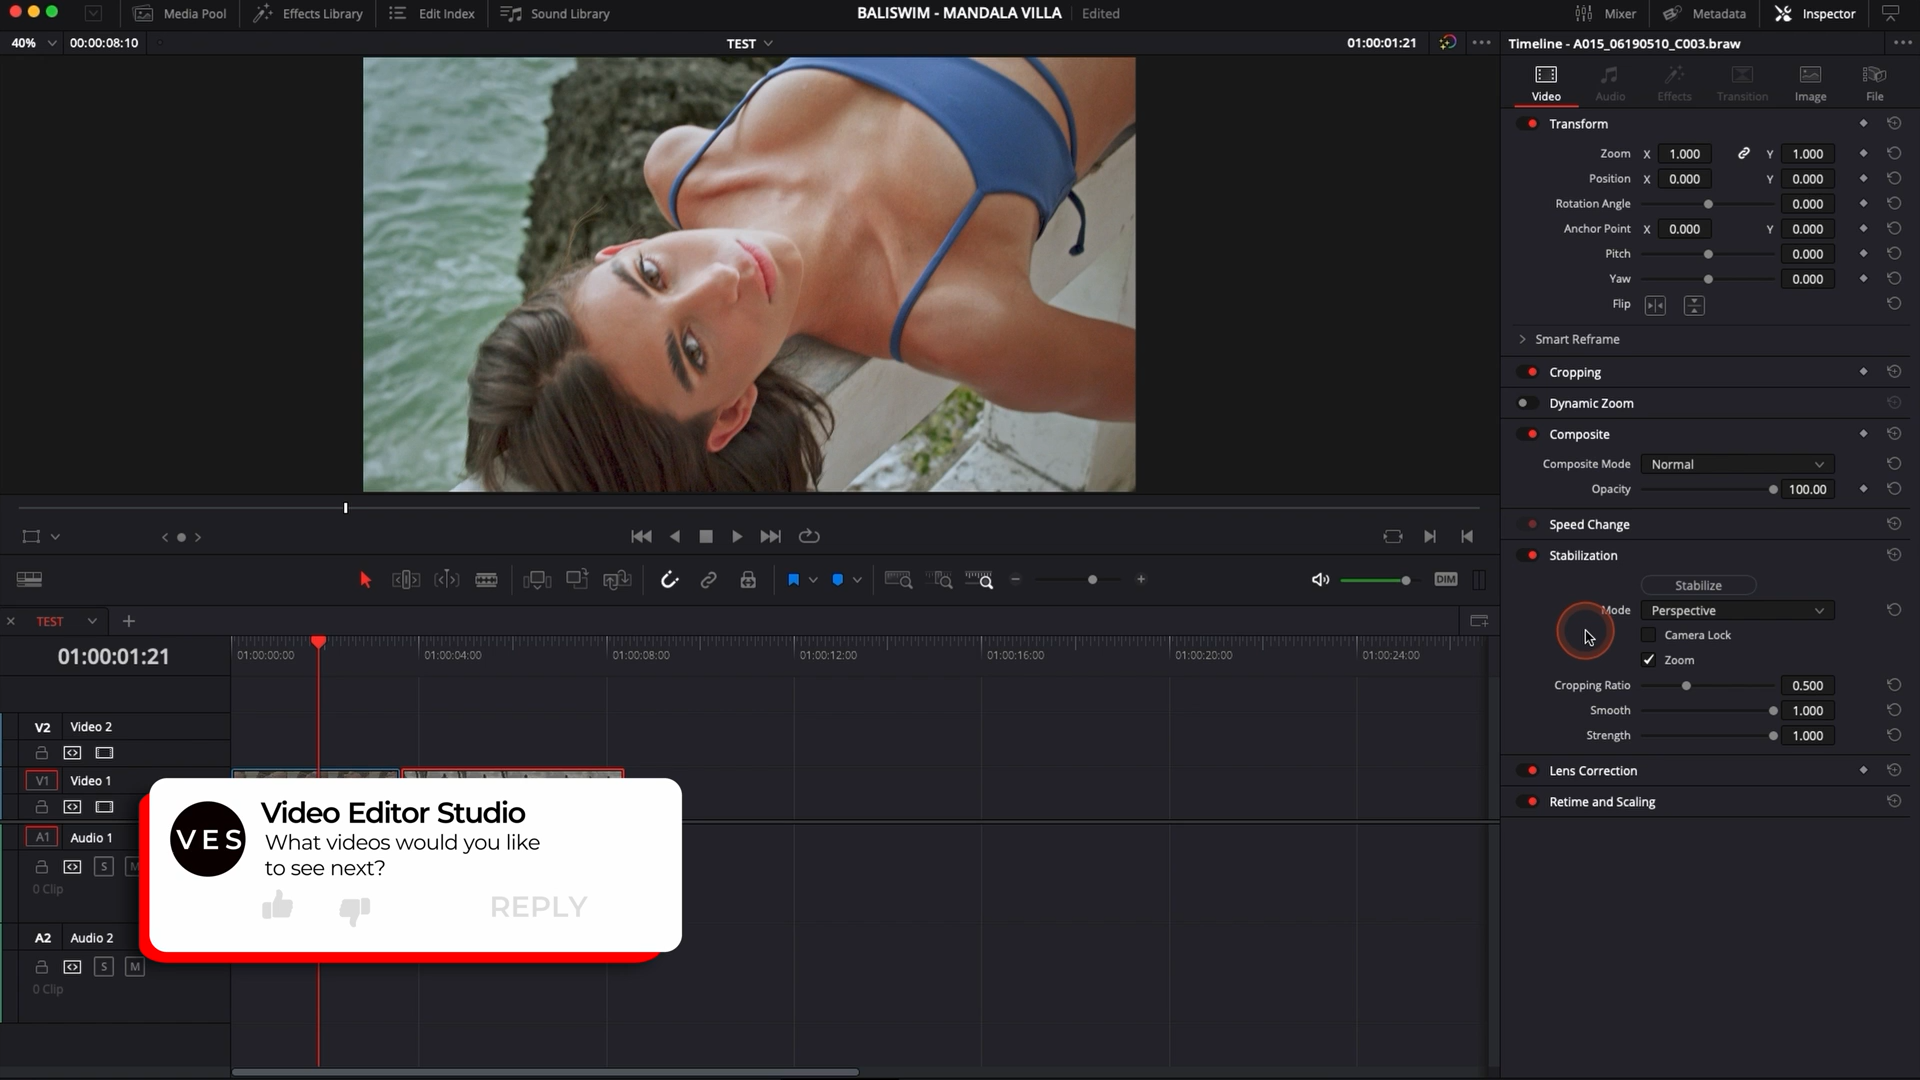 Media Pool
Effects Library
Edit Index
Sound Library
BALISWIM - MANDALA VILLA
Edited
Mixer
Metadata
Inspector
40%
00:00:08:10
TEST
01:00:01:21
Timeline - A015_06190510_C003.braw
Video
Audio
Effects
Transition
Image
File
Transform
Zoom X 1.000 Y 1.000
Position X 0.000 Y 0.000
Rotation Angle 0.000
Anchor Point X 0.000 Y 0.000
Pitch 0.000
Yaw 0.000
Flip
Smart Reframe
Cropping
Dynamic Zoom
Composite
Composite Mode Normal
Opacity 100.00
Speed Change
Stabilization
Stabilize
Mode Perspective
Camera Lock
Zoom
Cropping Ratio 0.500
Smooth 1.000
Strength 1.000
Lens Correction
Retime and Scaling
DIM
TEST
01:00:01:21
01:00:00:00
01:00:04:00
01:00:08:00
01:00:12:00
01:00:16:00
01:00:20:00
01:00:24:00
V2 Video 2
V1 Video 1
A1 Audio 1
S M
0 Clip
A2 Audio 2
S M
0 Clip
VES
Video Editor Studio
What videos would you like
to see next?
REPLY